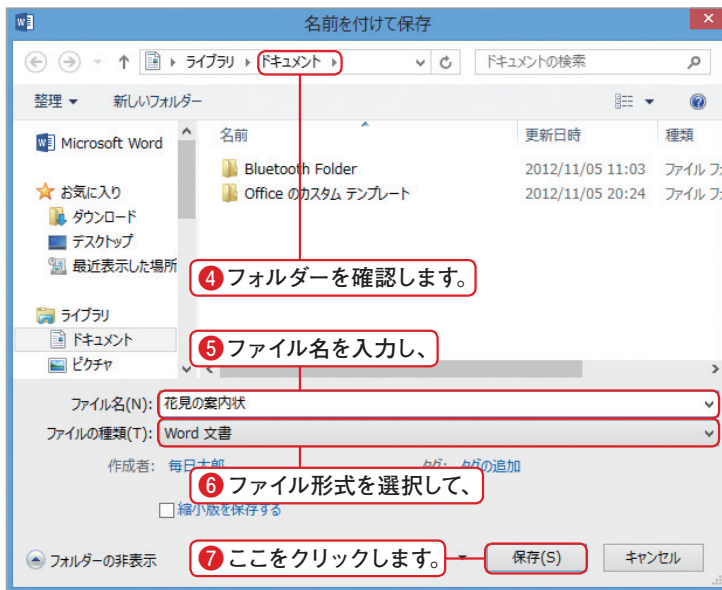 名前を付けて保存
ライブラリ ドキュメント ドキュメントの検索
整理 新しいフォルダー
Microsoft Word 名前 更新日時 種類
Bluetooth Folder 2012/11/05 11:03 ファイル フ
お気に入り Office のカスタム テンプレート 2012/11/05 20:24 ファイル フ
ダウンロード
デスクトップ
最近表示した場所
④フォルダーを確認します。
ライブラリ
ドキュメント
⑤ファイル名を入力し、
ピクチャ
ファイル名(N): 花見の案内状
ファイルの種類(T): Word 文書
作成者: 毎日太郎 タグ: タグの追加
⑥ファイル形式を選択して、
縮小版を保存する
フォルダーの非表示 ⑦ここをクリックします。 保存(S) キャンセル